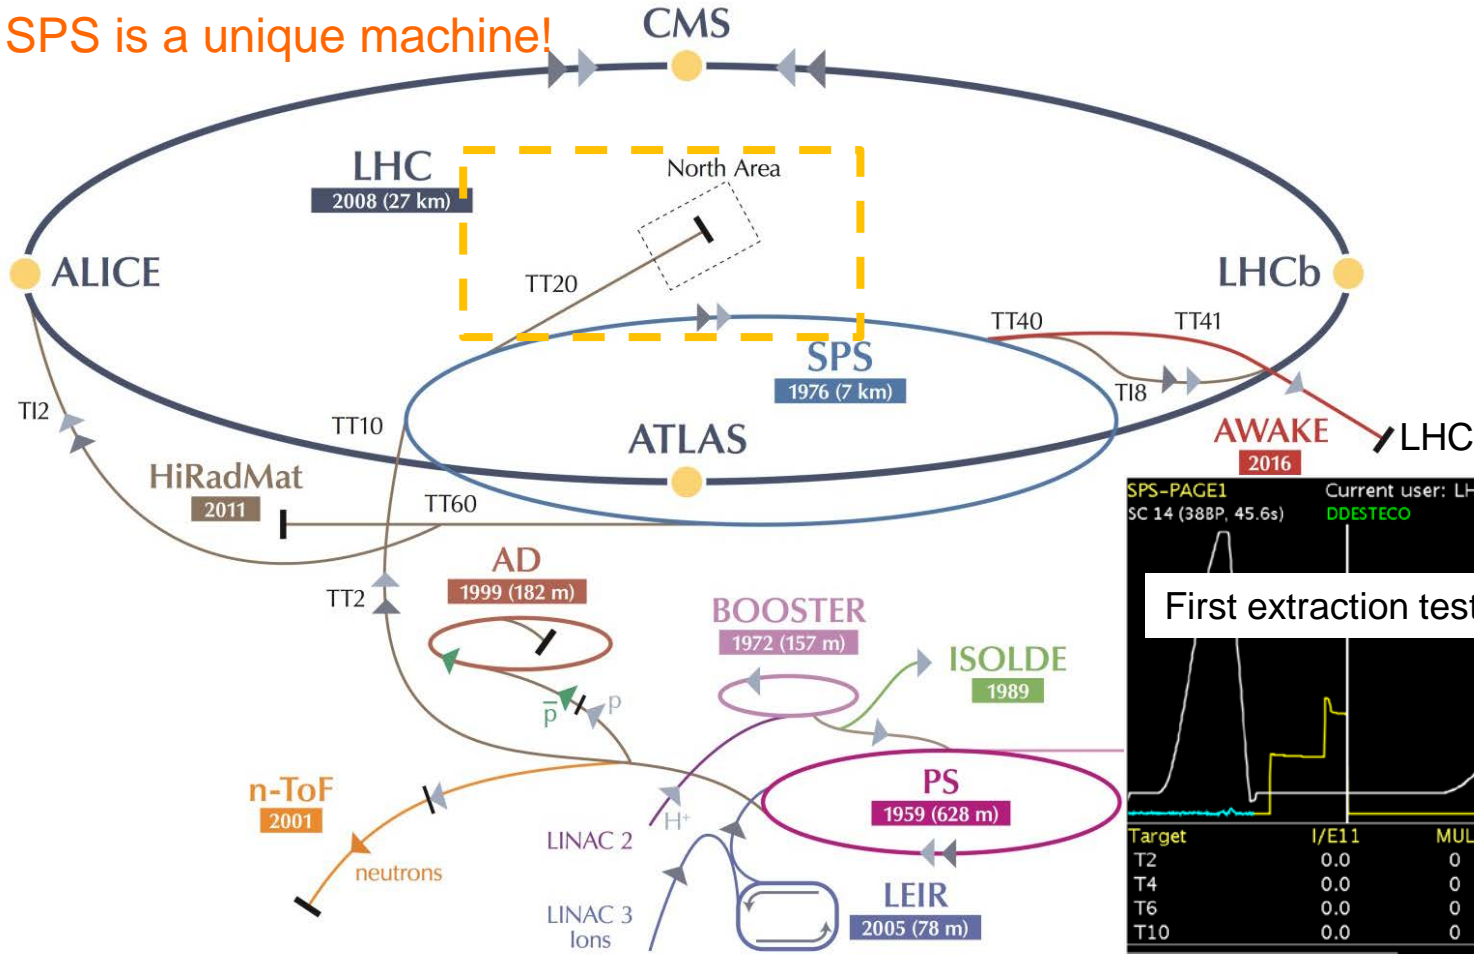 SPS is a unique machine!
CMS
North Area
LHC
2008 (27 km)
ALICE
LHCb
TT20
TT40
TT41
SPS
1976 (7 km)
TI8
TI2
TT10
ATLAS
AWAKE
2016
LHC
HiRadMat
2011
TT60
SPS-PAGE1 Current user: LH
SC 14 (38BP, 45.6s) DDESTECO
First extraction test
AD
1999 (182 m)
TT2
BOOSTER
1972 (157 m)
ISOLDE
1989
p̅
p
n-ToF
2001
neutrons
PS
1959 (628 m)
H+
LINAC 2
LEIR
2005 (78 m)
LINAC 3
Ions
Target I/E11 MUL
T2 0.0 0
T4 0.0 0
T6 0.0 0
T10 0.0 0